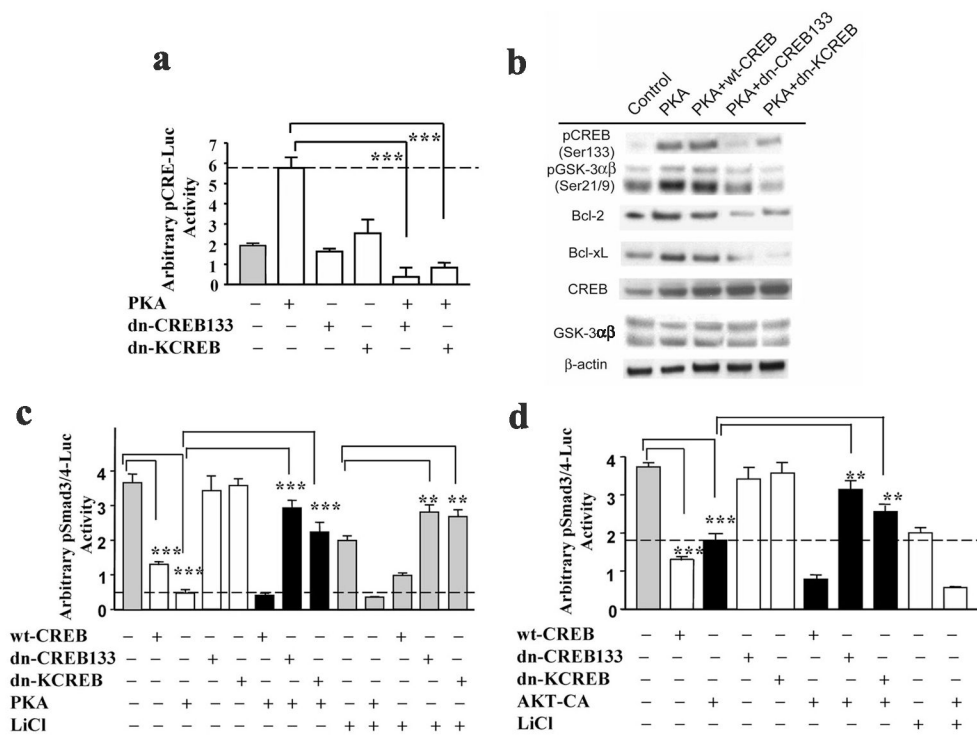 a
Arbitrary pCRE-Luc
Activity
7
6
5
4
3
2
1
0
***
***
PKA – + – – + +
dn-CREB133 – – + – + –
dn-KCREB – – – + – +
b
Control
PKA
PKA+wt-CREB
PKA+dn-CREB133
PKA+dn-KCREB
pCREB
(Ser133)
pGSK-3αβ
(Ser21/9)
Bcl-2
Bcl-xL
CREB
GSK-3αβ
β-actin
c
Arbitrary pSmad3/4-Luc
Activity
4
3
2
1
0
*** *** *** *** ** **
wt-CREB – + – – – + – – – – + – –
dn-CREB133 – – – + – – + – – – – + –
dn-KCREB – – – – + – – + – – – – +
PKA – – + – – + + + – + – – –
LiCl – – – – – – – – + + + + +
d
Arbitrary pSmad3/4-Luc
Activity
4
3
2
1
0
*** *** ** **
wt-CREB – + – – – + – – – –
dn-CREB133 – – – + – – + – – –
dn-KCREB – – – – + – – + – –
AKT-CA – – + – – + + + – +
LiCl – – – – – – – – + +